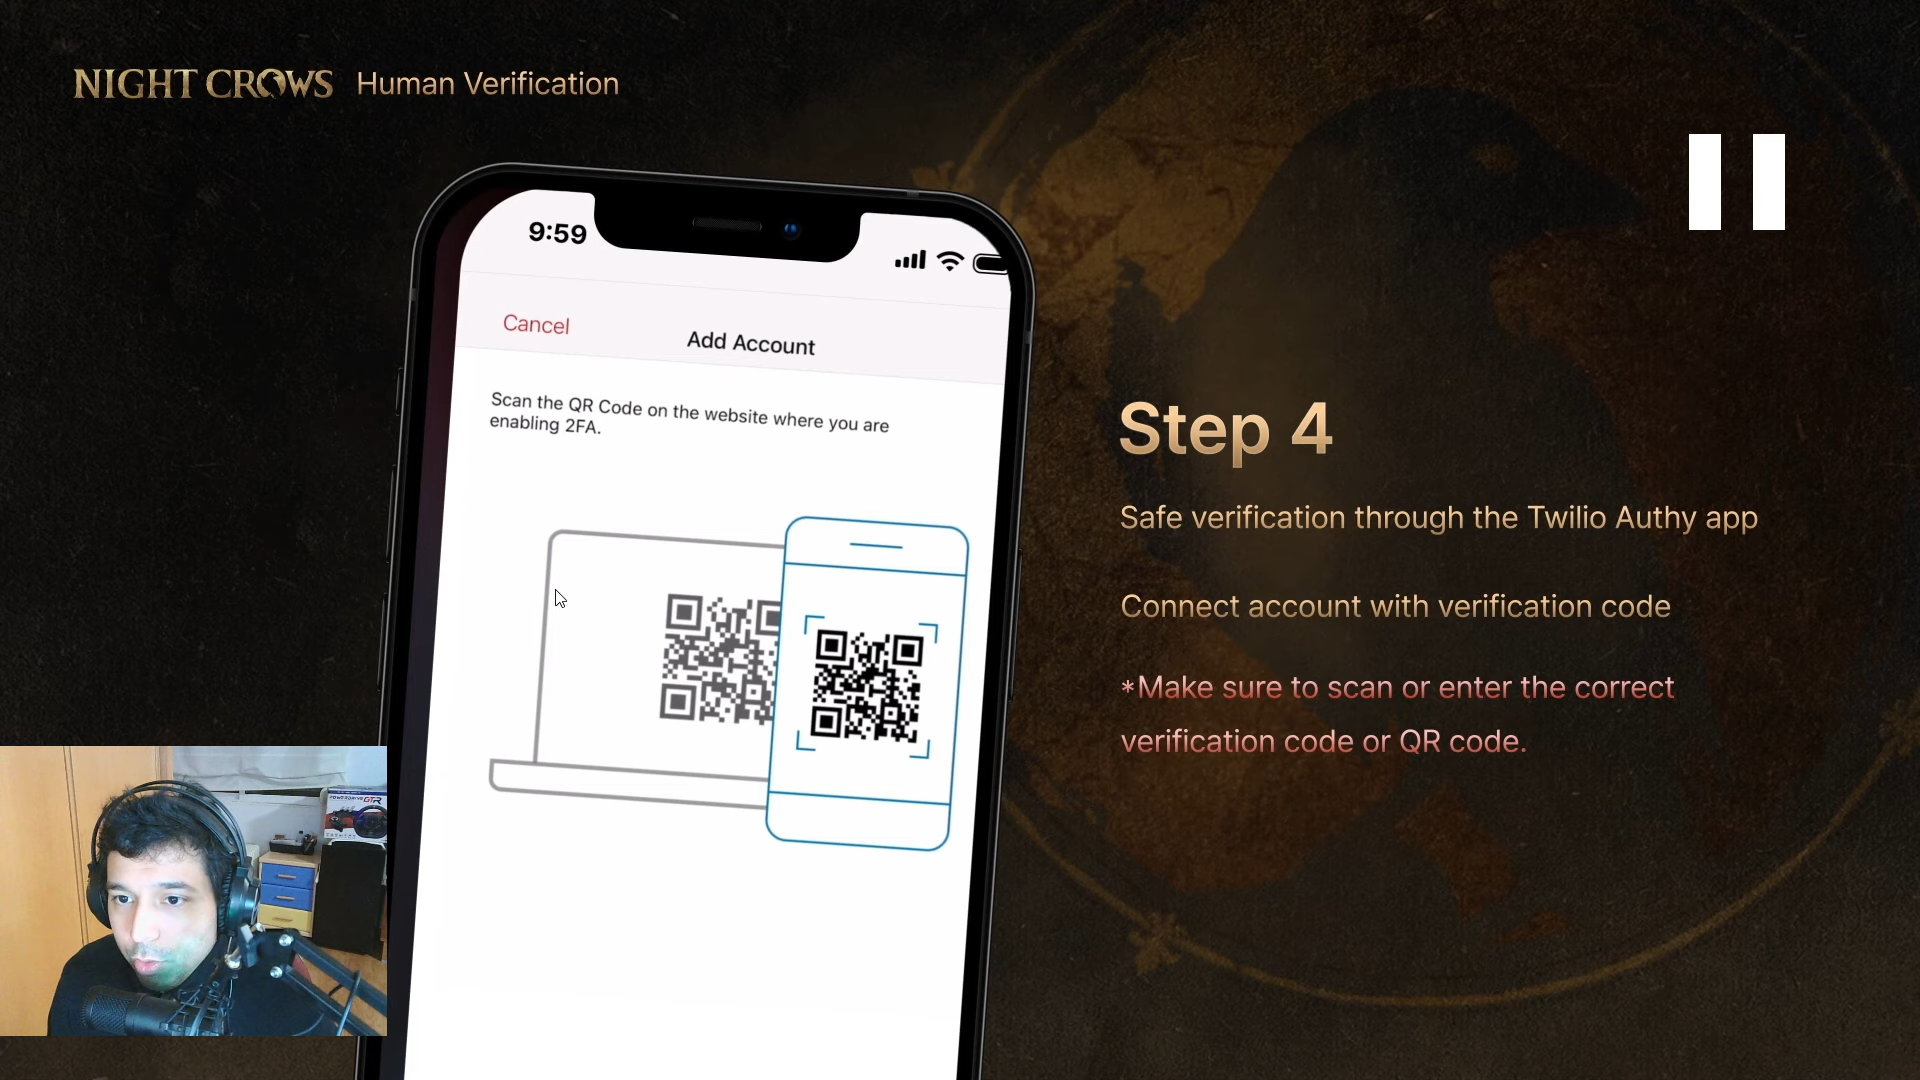 NIGHT CROWS Human Verification
9:59
Cancel
Add Account
Scan the QR Code on the website where you are
enabling 2FA.
Step 4
Safe verification through the Twilio Authy app
Connect account with verification code
*Make sure to scan or enter the correct
verification code or QR code.
GTR